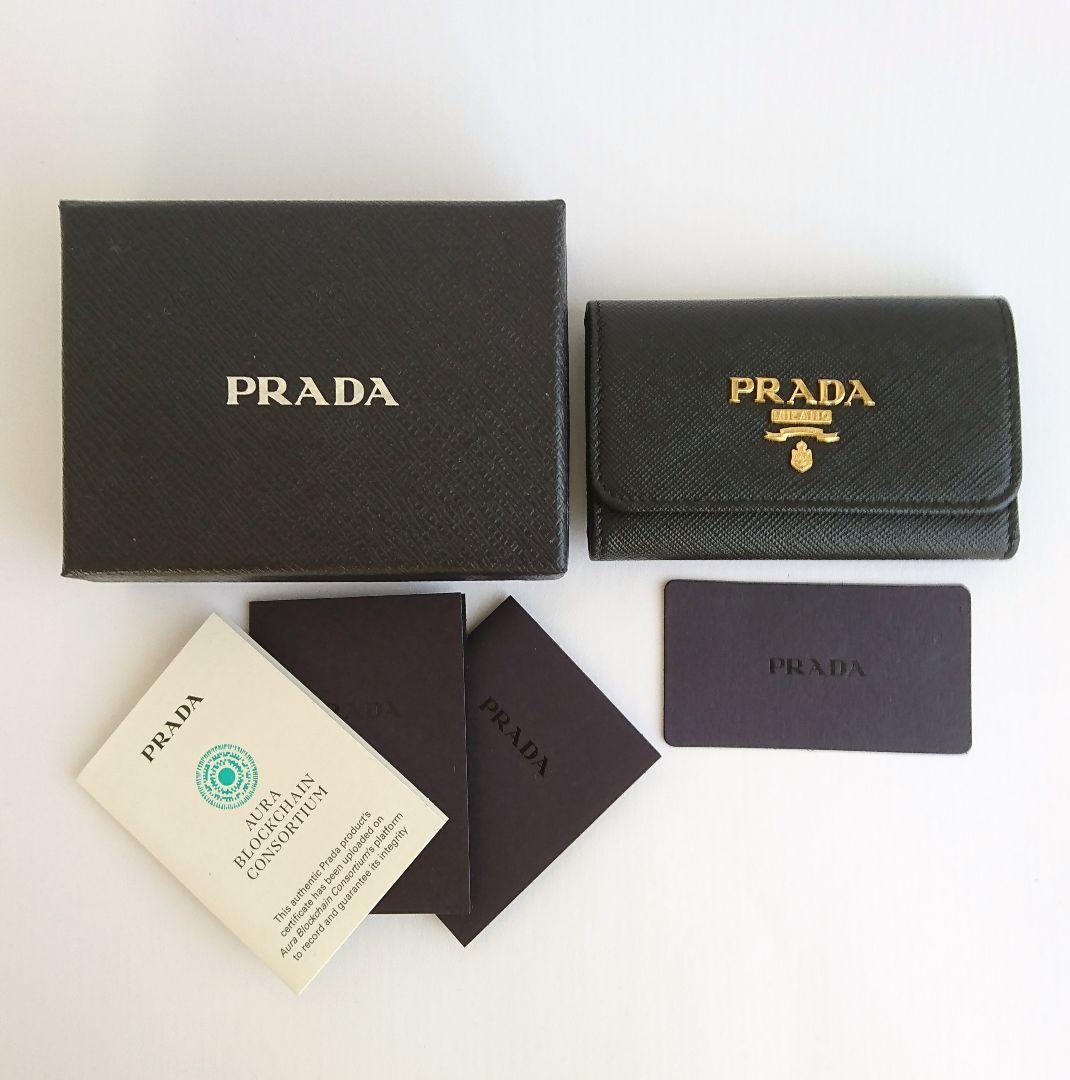 PRADA
PRADA
MILANO
PRADA
AURA
BLOCKCHAIN
CONSORTIUM
This authentic Prada product's
certificate has been uploaded on
Aura Blockchain Consortium's platform
to record and guarantee its integrity
RADA
PRADA
PRADA